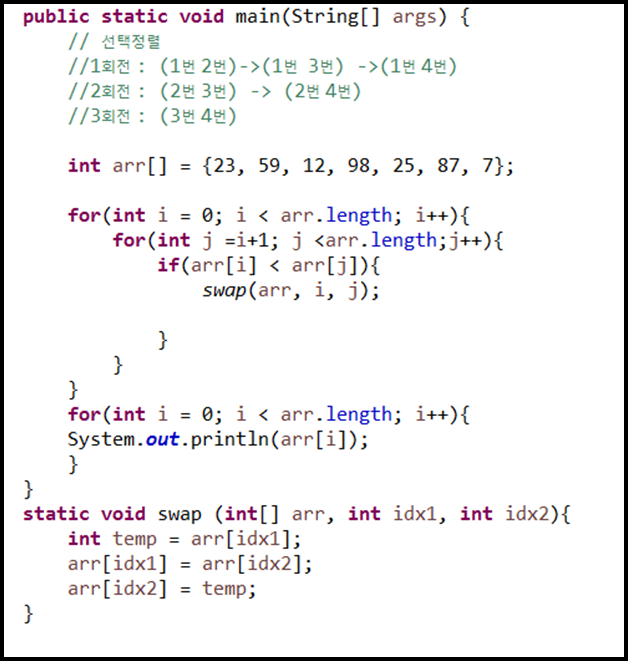 public static void main(String[] args) {
// 선택정렬
//1회전 : (1번 2번)->(1번 3번) ->(1번 4번)
//2회전 : (2번 3번) -> (2번 4번)
//3회전 : (3번 4번)
int arr[] = {23, 59, 12, 98, 25, 87, 7};
for(int i = 0; i < arr.length; i++){
for(int j =i+1; j <arr.length;j++){
if(arr[i] < arr[j]){
swap(arr, i, j);
}
}
}
for(int i = 0; i < arr.length; i++){
System.out.println(arr[i]);
}
}
static void swap (int[] arr, int idx1, int idx2){
int temp = arr[idx1];
arr[idx1] = arr[idx2];
arr[idx2] = temp;
}